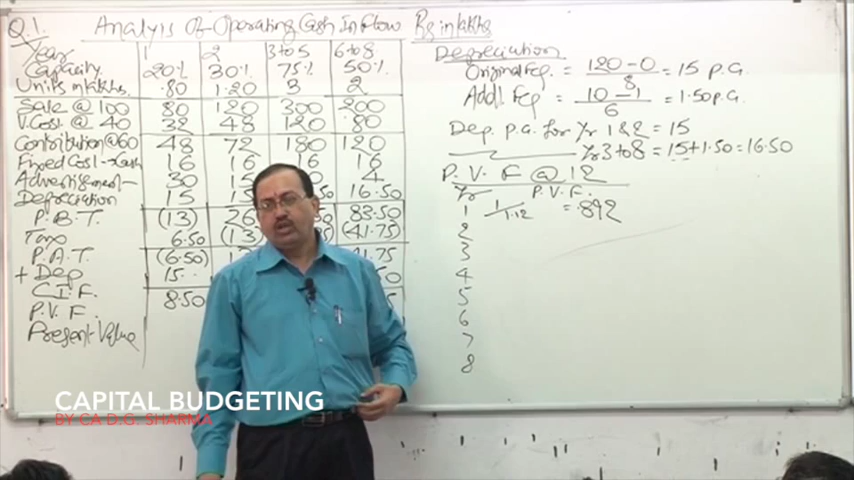 Q.1. Analysis Of Operating Cash InFlow Rs in lakhs
Year 1 2 3 to 5 6 to 8
Capacity 20% 30% 75% 50%
Units in lakhs .80 1.20 3 2
Sale @ 100 80 120 300 200
V.Cost @ 40 32 48 120 80
Contribution @60 48 72 180 120
Fixed Cost → Cash 16 16 16 16
Advertisement - 30 15 4
Depreciation 15 15 50 16.50
P.B.T. (13) 26 83.50
Tax 6.50 (13) (41.75)
P.A.T. (6.50) 41.75
+ Dep 15
C.I.F. 8.50
P.V.F.
Present Value
Depreciation
Original Eqp. = 120-0 / 8 = 15 p.a.
Addl Eqp = 10-1 / 6 = 1.50 p.a.
Dep. p.a. for Yr 1 & 2 = 15
Yr 3 to 8 = 15+1.50 = 16.50
P.V.F @ 12
Yr P.V.F.
1 1/1.12 = .892
2
3
4
5
6
7
8
CAPITAL BUDGETING
BY CA D.G. SHARMA